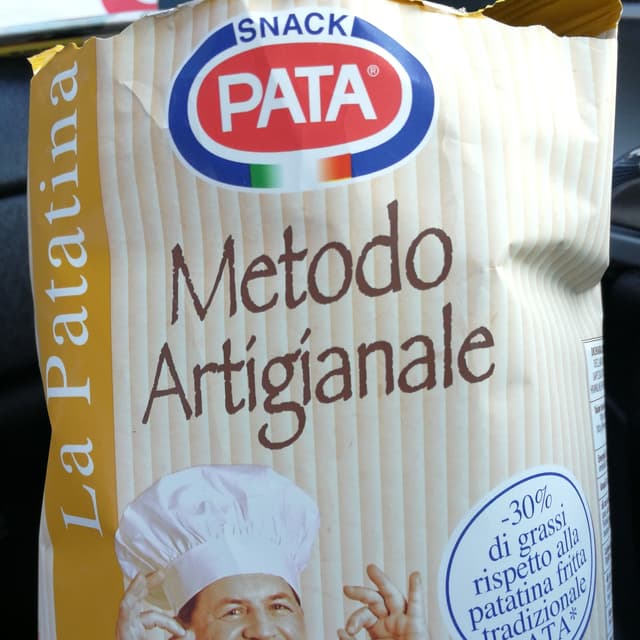 SNACK
PATA®
La Patatina
Metodo
Artigianale
-30%
di grassi
rispetto alla
patatina fritta
tradizionale